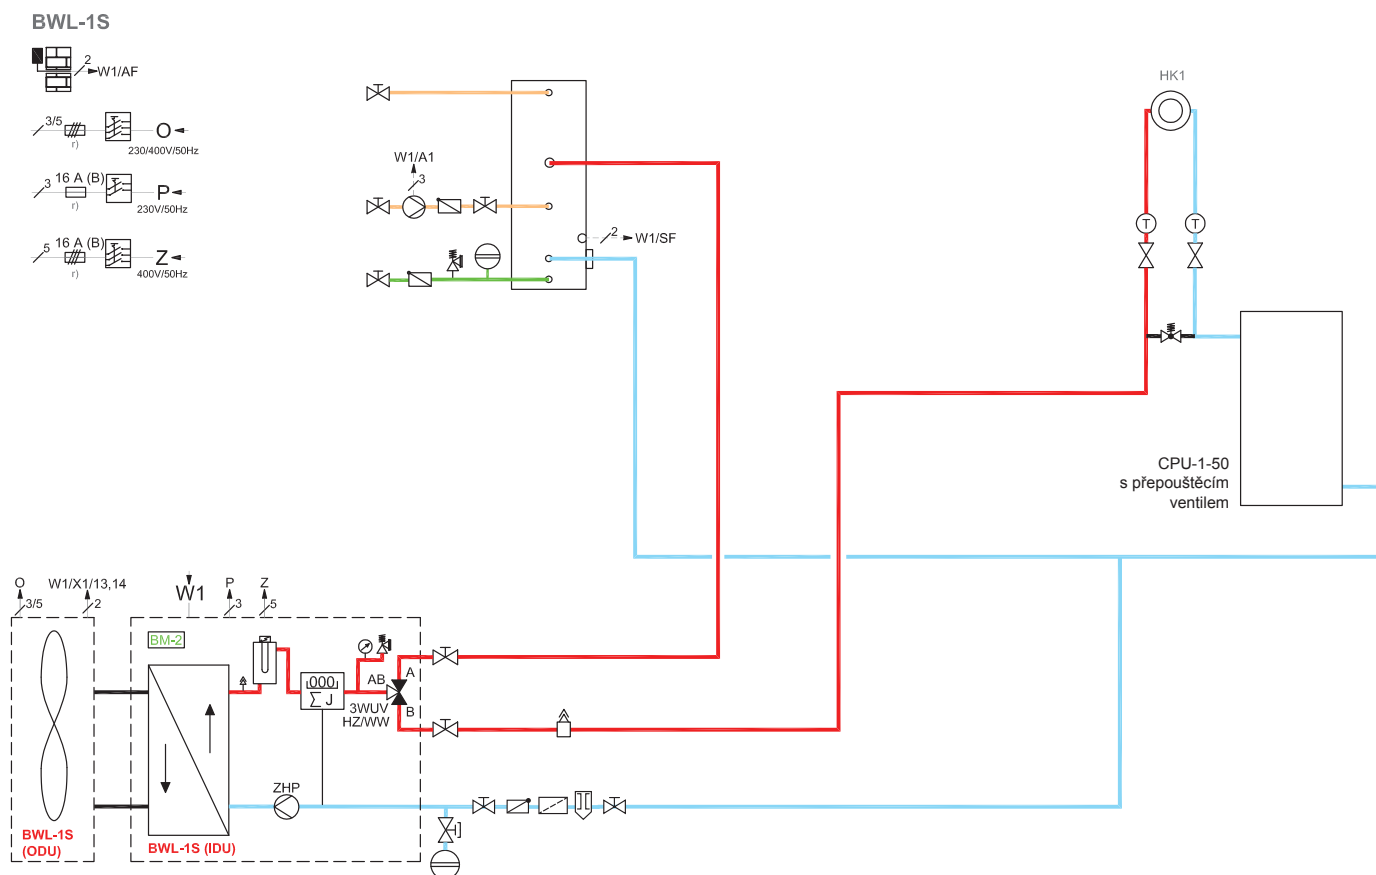 BWL-1S
2
W1/AF
3/5
r)
O
230/400V/50Hz
3
16 A (B)
r)
P
230V/50Hz
5
16 A (B)
r)
Z
400V/50Hz
W1/A1
3
2
W1/SF
HK1
T
T
CPU-1-50
s přepouštěcím
ventilem
O
3/5
W1/X1/13,14
2
W1
P
3
Z
5
BM-2
000
∑ J
AB
A
B
3WUV
HZ/WW
ZHP
BWL-1S
(ODU)
BWL-1S (IDU)